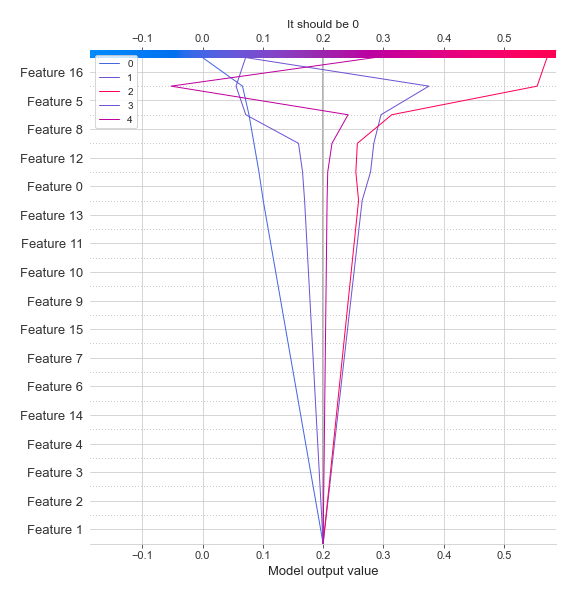 It should be 0
−0.1 0.0 0.1 0.2 0.3 0.4 0.5
0
1
2
3
4
Feature 16
Feature 5
Feature 8
Feature 12
Feature 0
Feature 13
Feature 11
Feature 10
Feature 9
Feature 15
Feature 7
Feature 6
Feature 14
Feature 4
Feature 3
Feature 2
Feature 1
−0.1 0.0 0.1 0.2 0.3 0.4 0.5
Model output value